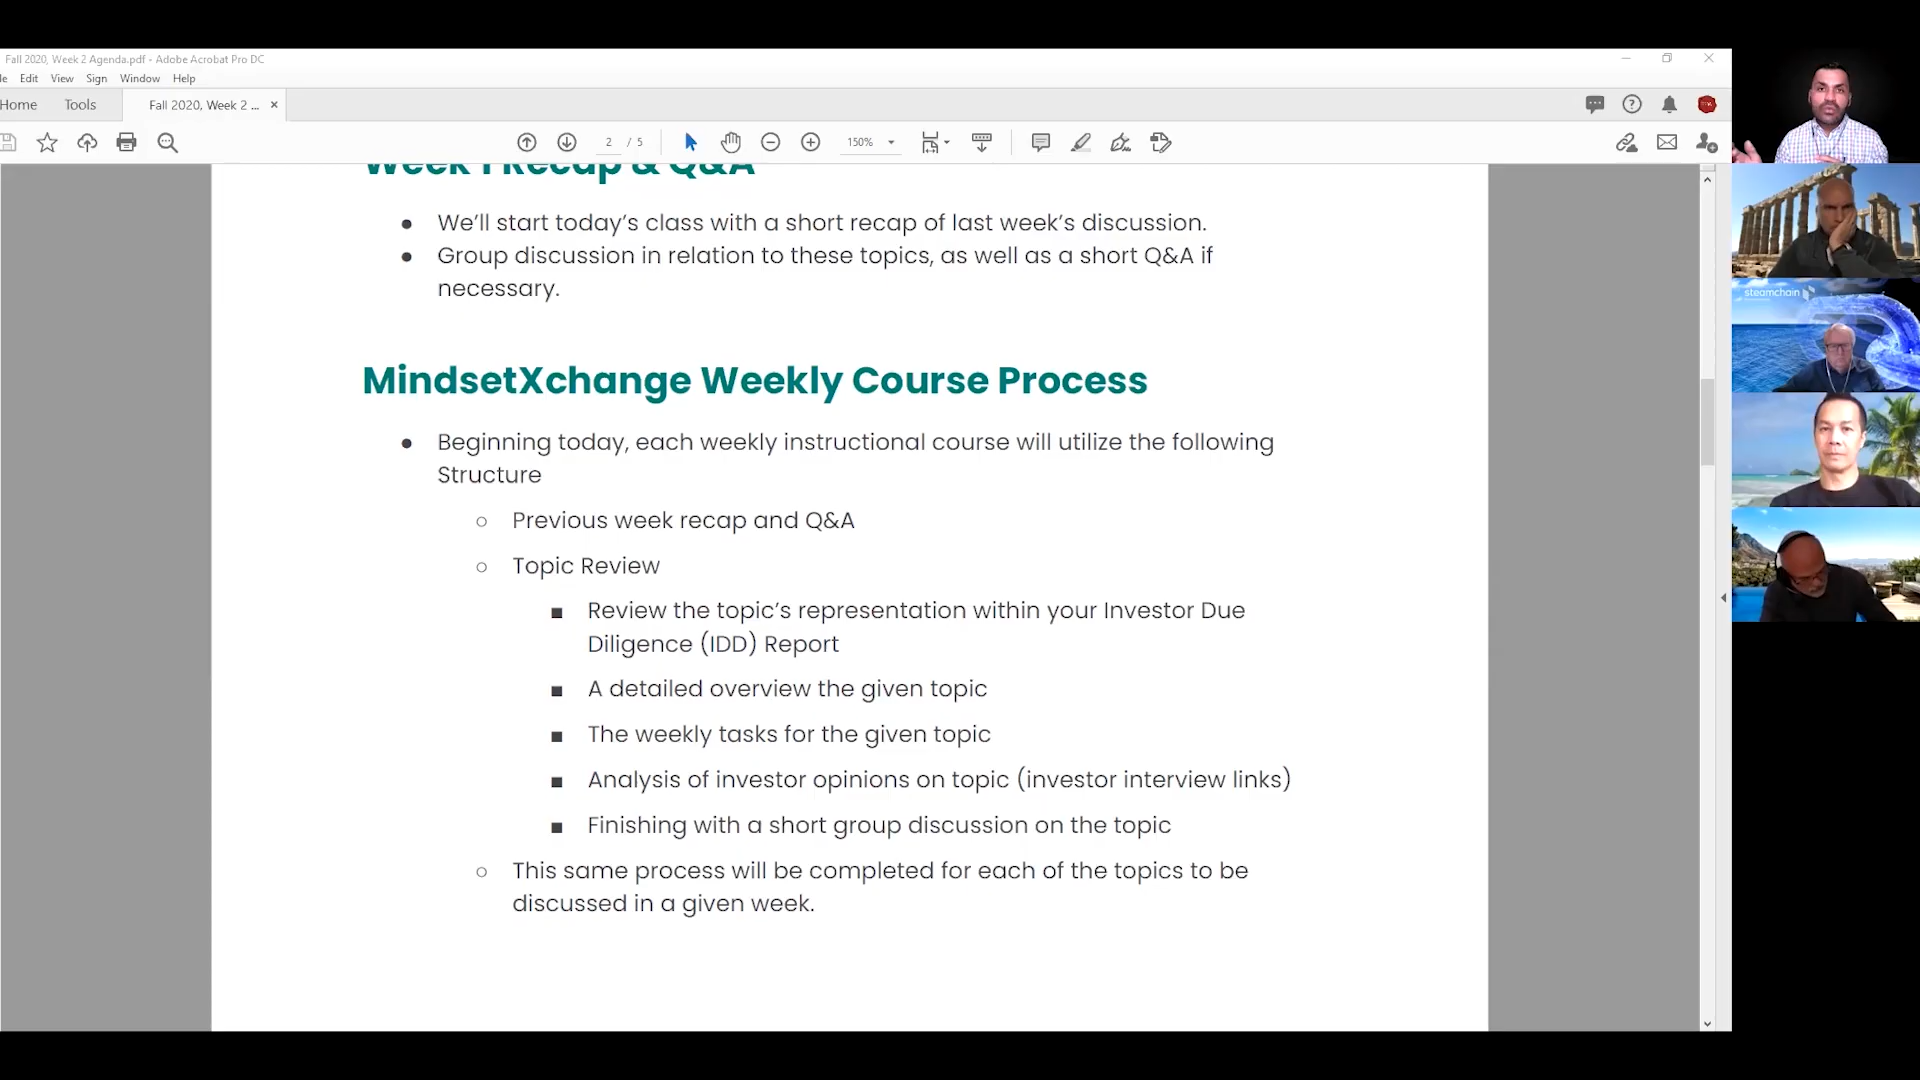 Fall 2020, Week 2 Agenda.pdf - Adobe Acrobat Pro DC
Edit View Sign Window Help
Home Tools Fall 2020, Week 2 ... ×
2 / 5 150%
Week 1 Recap & Q&A
● We’ll start today’s class with a short recap of last week’s discussion.
● Group discussion in relation to these topics, as well as a short Q&A if
necessary.
MindsetXchange Weekly Course Process
● Beginning today, each weekly instructional course will utilize the following
Structure
○ Previous week recap and Q&A
○ Topic Review
■ Review the topic’s representation within your Investor Due
Diligence (IDD) Report
■ A detailed overview the given topic
■ The weekly tasks for the given topic
■ Analysis of investor opinions on topic (investor interview links)
■ Finishing with a short group discussion on the topic
○ This same process will be completed for each of the topics to be
discussed in a given week.
steamchain